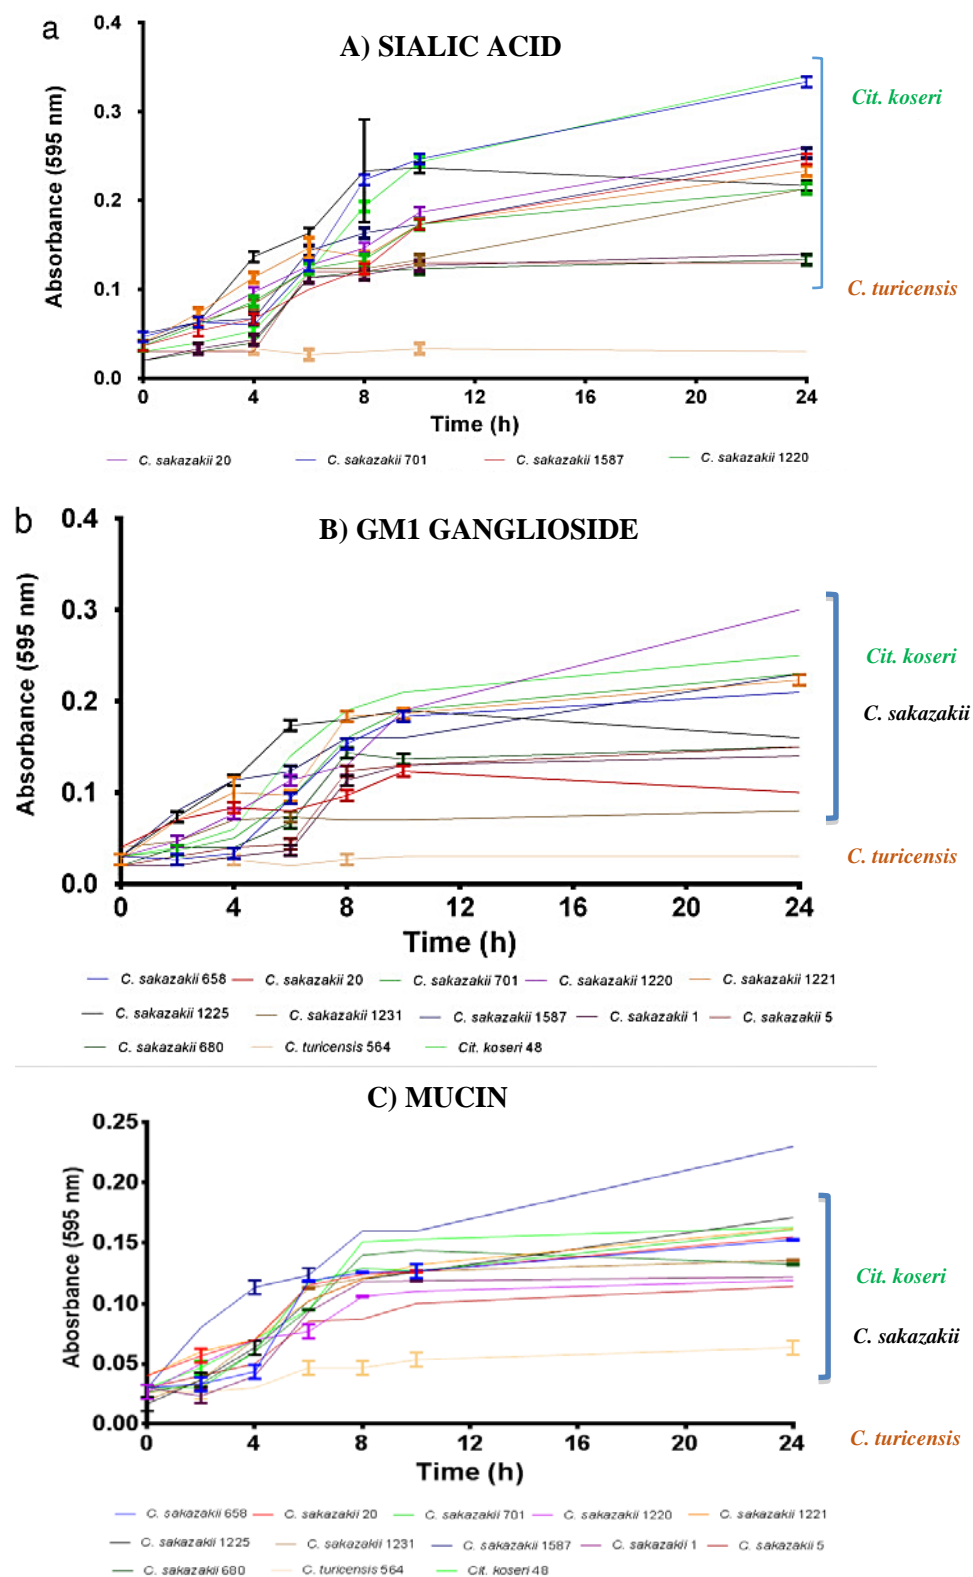 a
A) SIALIC ACID
0.4
0.3
0.2
0.1
0.0
Absorbance (595 nm)
0 4 8 12 16 20 24
Time (h)
Cit. koseri
C. turicensis
C. sakazakii 20 C. sakazakii 701 C. sakazakii 1587 C. sakazakii 1220
b
B) GM1 GANGLIOSIDE
0.4
0.3
0.2
0.1
0.0
Absorbance (595 nm)
0 4 8 12 16 20 24
Time (h)
Cit. koseri
C. sakazakii
C. turicensis
C. sakazakii 658 C. sakazakii 20 C. sakazakii 701 C. sakazakii 1220 C. sakazakii 1221
C. sakazakii 1225 C. sakazakii 1231 C. sakazakii 1587 C. sakazakii 1 C. sakazakii 5
C. sakazakii 680 C. turicensis 564 Cit. koseri 48
C) MUCIN
0.25
0.20
0.15
0.10
0.05
0.00
Abosrbance (595 nm)
0 4 8 12 16 20 24
Time (h)
Cit. koseri
C. sakazakii
C. turicensis
C. sakazakii 658 C. sakazakii 20 C. sakazakii 701 C. sakazakii 1220 C. sakazakii 1221
C. sakazakii 1225 C. sakazakii 1231 C. sakazakii 1587 C. sakazakii 1 C. sakazakii 5
C. sakazakii 680 C. turicensis 564 Cit. koseri 48